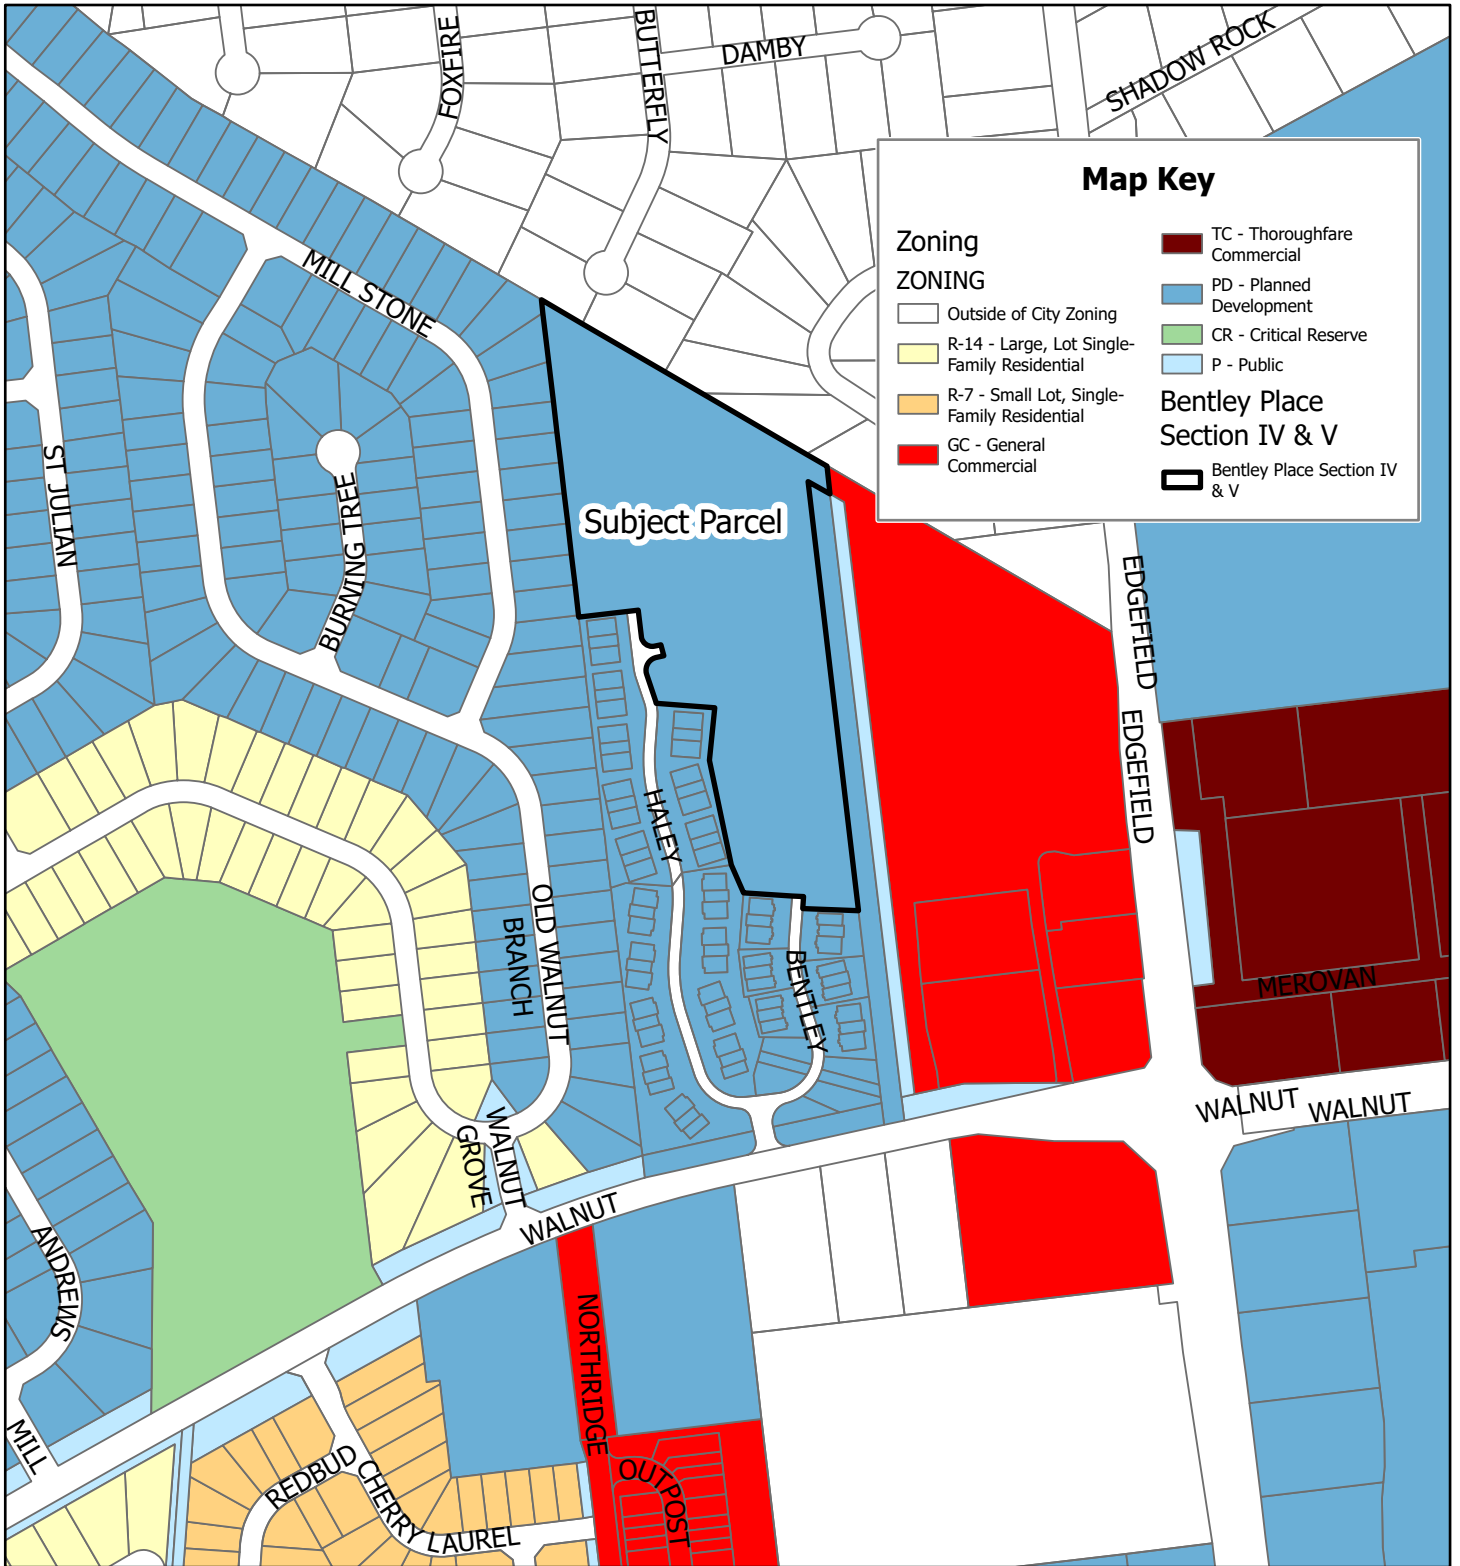 FOXFIRE
BUTTERFLY
DAMBY
SHADOW ROCK
Map Key
Zoning
ZONING
Outside of City Zoning
R-14 - Large, Lot Single-
Family Residential
R-7 - Small Lot, Single-
Family Residential
GC - General
Commercial
TC - Thoroughfare
Commercial
PD - Planned
Development
CR - Critical Reserve
P - Public
Bentley Place
Section IV & V
Bentley Place Section IV
& V
MILL STONE
ST JULIAN
BURNING TREE
Subject Parcel
EDGEFIELD
EDGEFIELD
HALEY
OLD WALNUT
BRANCH
BENTLEY
MEROVAN
WALNUT
WALNUT
WALNUT
GROVE
WALNUT
ANDREWS
NORTHRIDGE
MILL
REDBUD
CHERRY LAUREL
OUTPOST